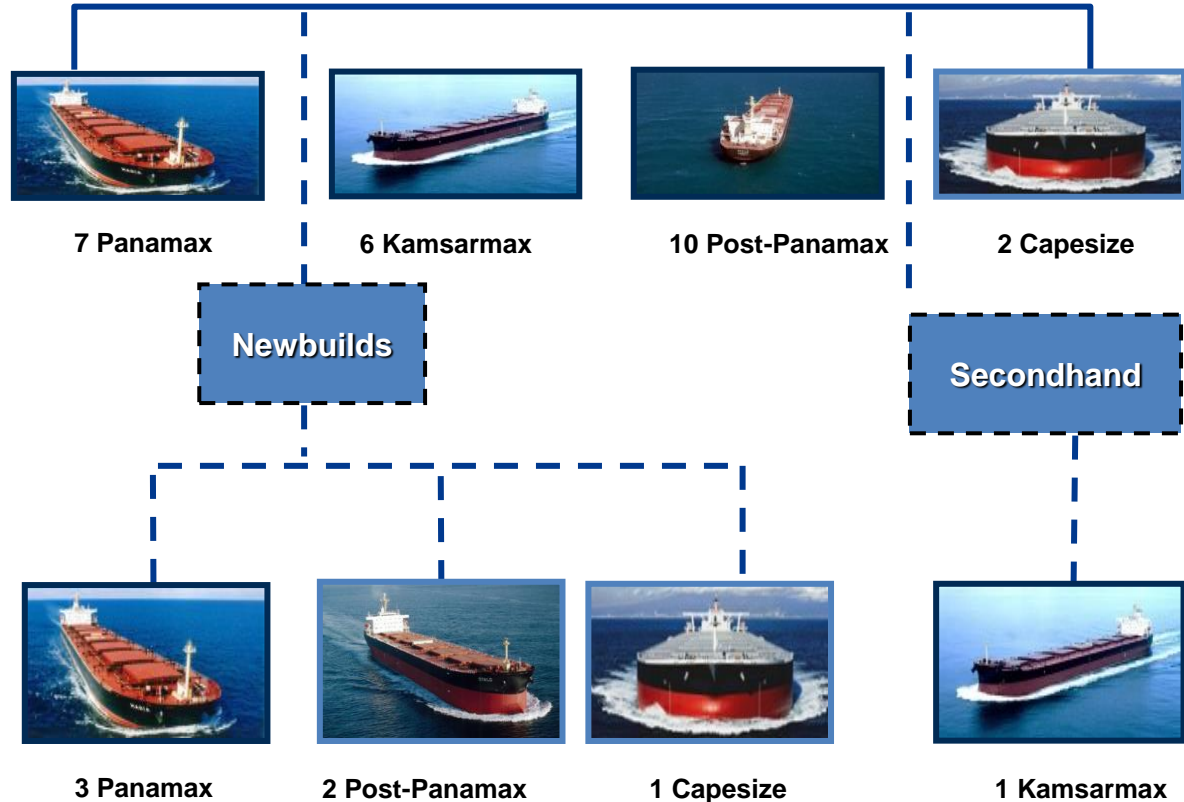 7 Panamax
6 Kamsarmax
10 Post-Panamax
2 Capesize
Newbuilds
Secondhand
3 Panamax
2 Post-Panamax
1 Capesize
1 Kamsarmax